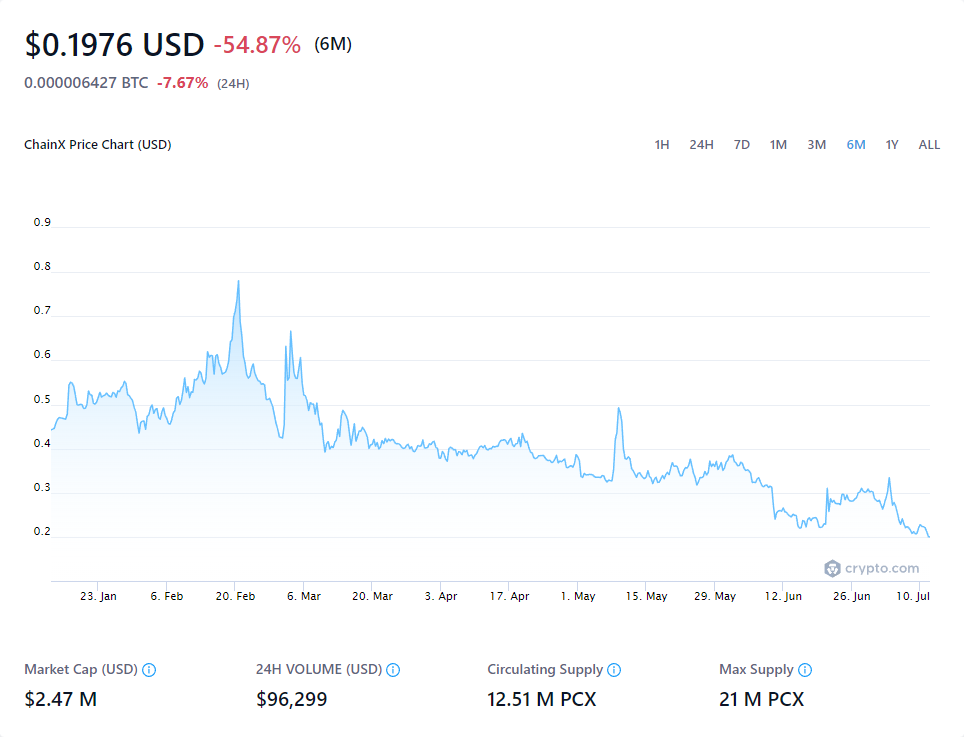 $0.1976 USD -54.87% (6M)
0.000006427 BTC -7.67% (24H)
ChainX Price Chart (USD) 1H 24H 7D 1M 3M 6M 1Y ALL
0.9
0.8
0.7
0.6
0.5
0.4
0.3
0.2
crypto.com
23. Jan 6. Feb 20. Feb 6. Mar 20. Mar 3. Apr 17. Apr 1. May 15. May 29. May 12. Jun 26. Jun 10. Jul
Market Cap (USD) 24H VOLUME (USD) Circulating Supply Max Supply
$2.47 M $96,299 12.51 M PCX 21 M PCX